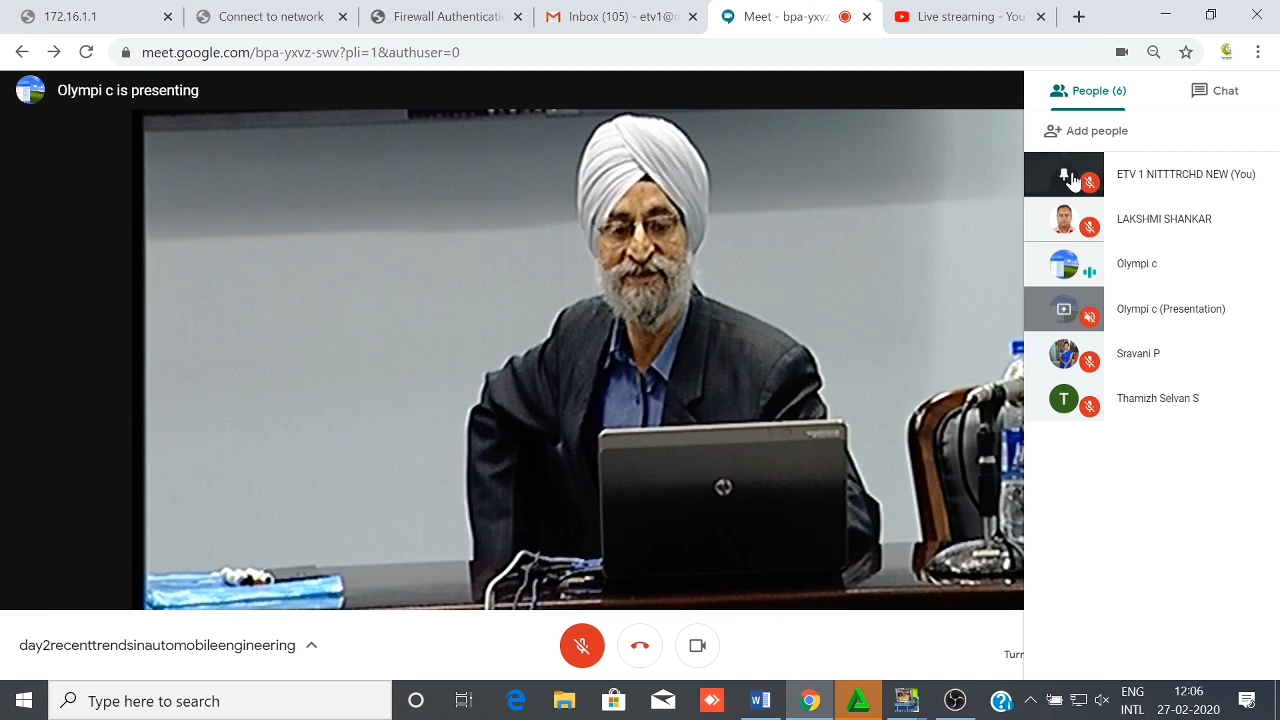 172.16.1.1
Connect to network
Firewall Authenticati
Inbox (105) - etv1@n
Meet - bpa-yxvz
Live streaming - You
meet.google.com/bpa-yxvz-swv?pli=1&authuser=0
Olympi c is presenting
People (6)
Chat
Add people
ETV 1 NITTTRCHD NEW (You)
LAKSHMI SHANKAR
Olympi c
Olympi c (Presentation)
Sravani P
T
Thamizh Selvan S
day2recenttrendsinautomobileengineering
Turn
Type here to search
ENG
INTL
12:06
27-02-2020